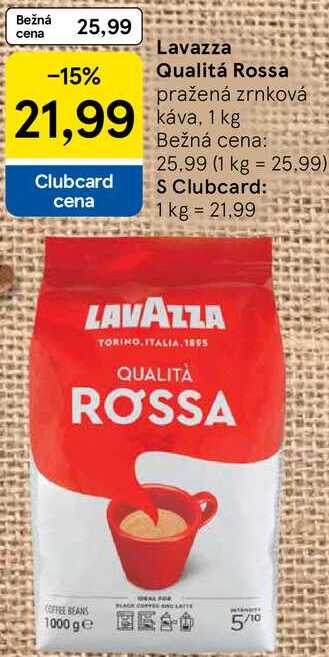 Bežná
cena
25,99
–15%
21,99
Clubcard
cena
Lavazza
Qualitá Rossa
pražená zrnková
káva, 1 kg
Bežná cena:
25,99 (1 kg = 25,99)
S Clubcard:
1 kg = 21,99
LAVAZZA
TORINO, ITALIA, 1895
QUALITÀ
ROSSA
IDEAL FOR
BLACK COFFEE AND LATTE
COFFEE BEANS
1000 g e
INTENSITY
5/10